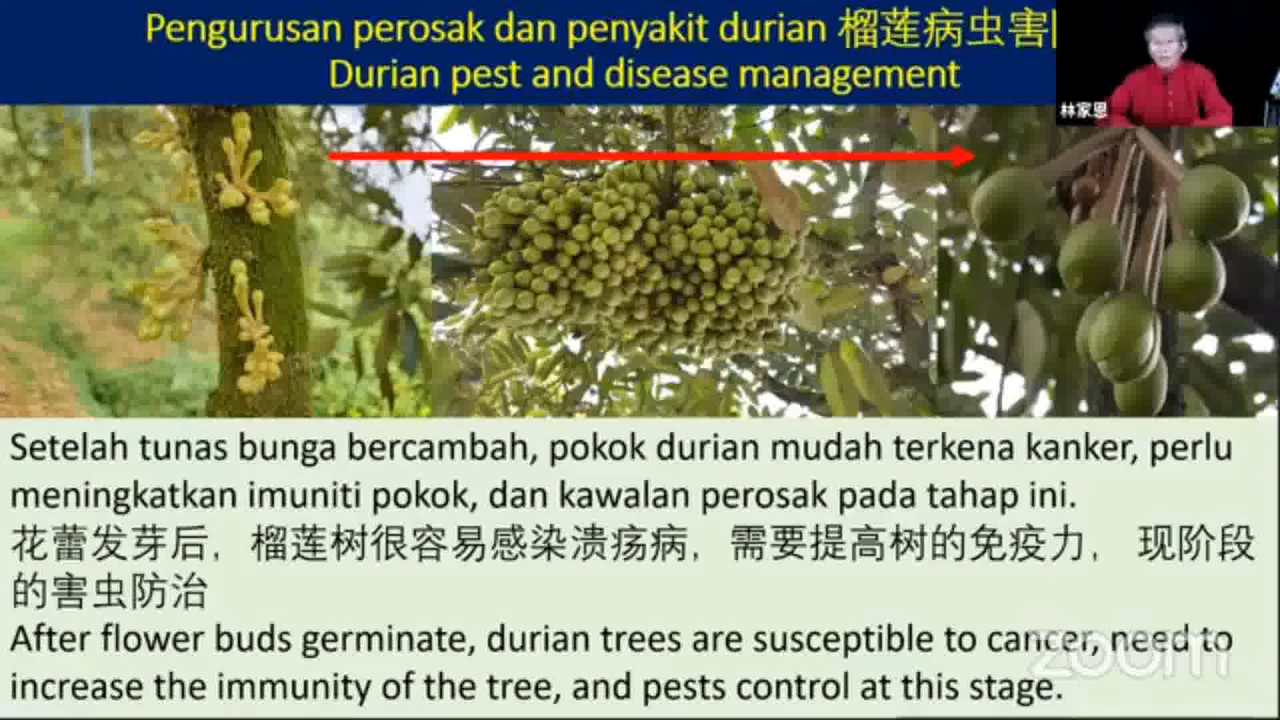 Pengurusan perosak dan penyakit durian 榴莲病虫害
Durian pest and disease management
林家恩
Setelah tunas bunga bercambah, pokok durian mudah terkena kanker, perlu
meningkatkan imuniti pokok, dan kawalan perosak pada tahap ini.
花蕾发芽后，榴莲树很容易感染溃疡病，需要提高树的免疫力， 现阶段
的害虫防治
After flower buds germinate, durian trees are susceptible to cancer, need to
increase the immunity of the tree, and pests control at this stage.
zoom